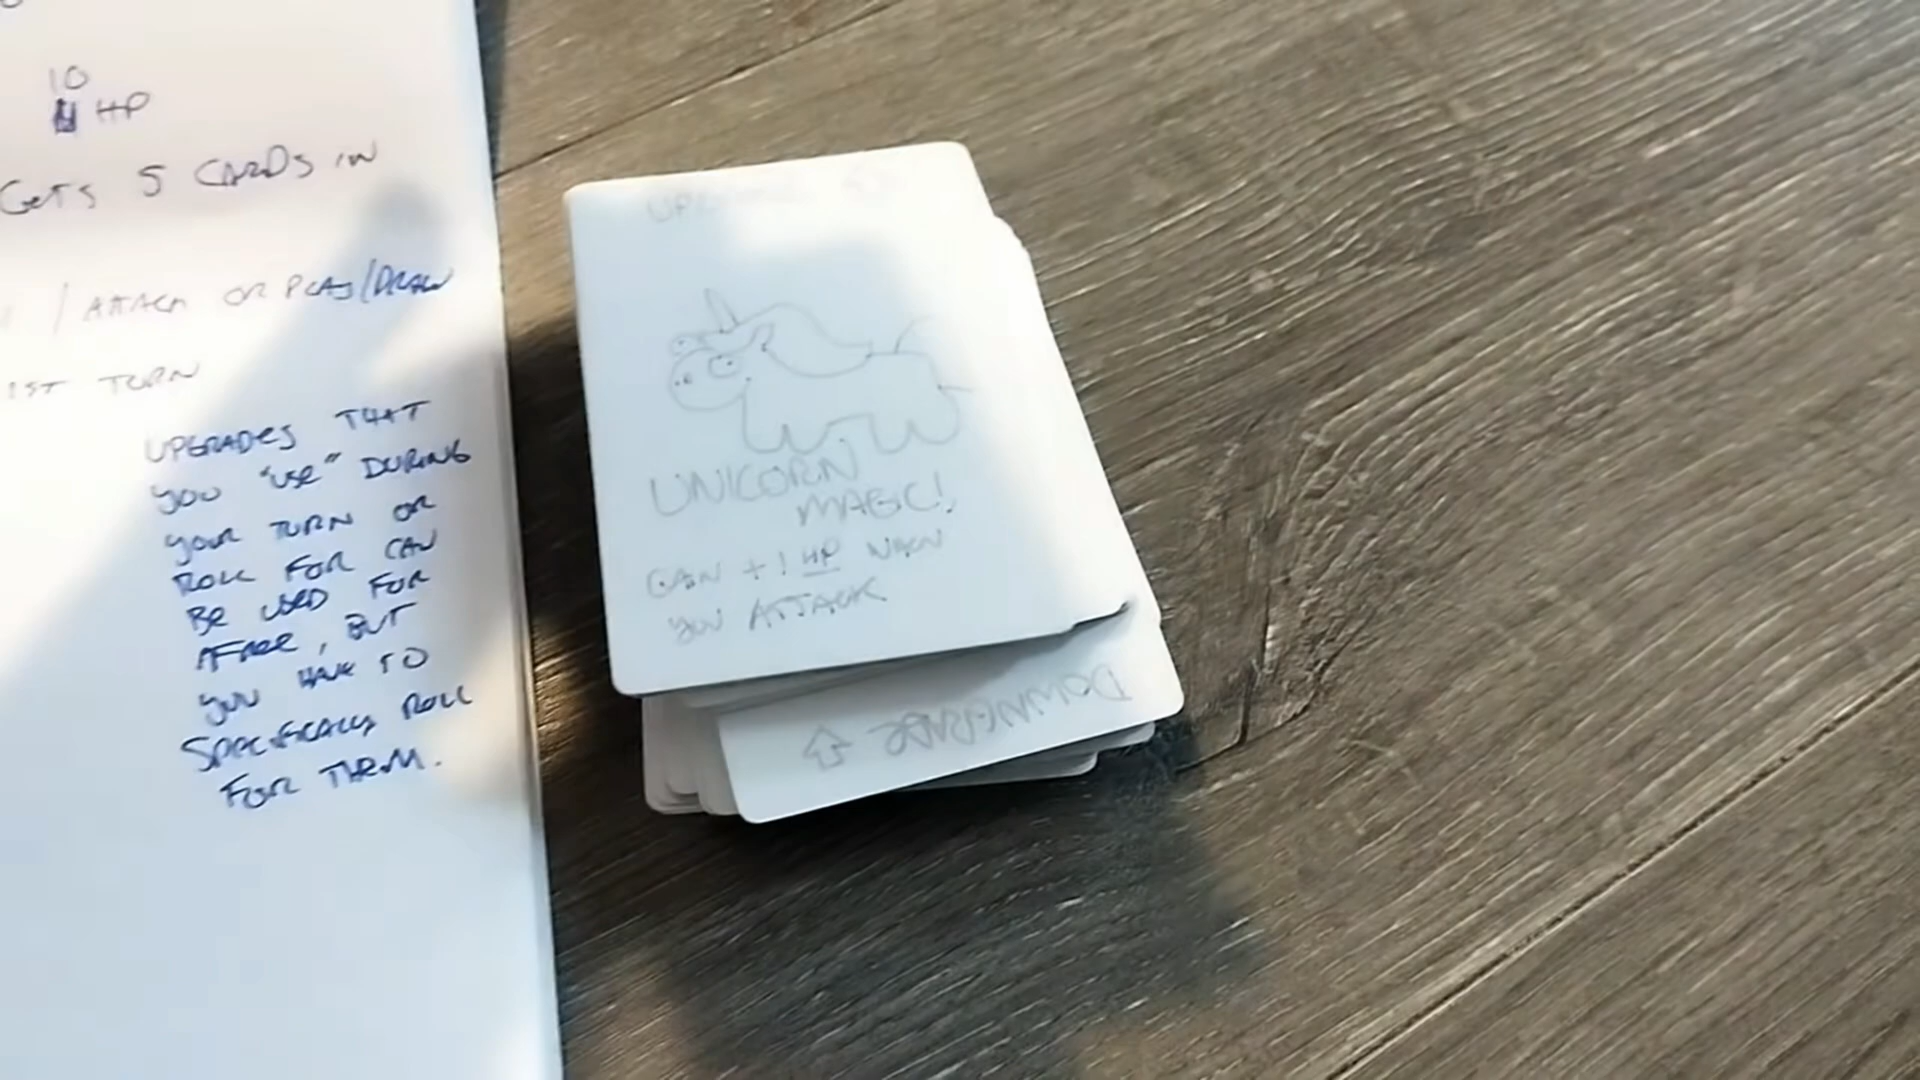 10
HP
GETS 5 CARDS IN
/ ATTACK OR PLAY/DRAW
1ST TURN
UPGRADES THAT
YOU "USE" DURING
YOUR TURN OR
ROLL FOR CAN
BE USED FOR
AFREE, BUT
YOU HAVE TO
SPECIFICALLY ROLL
FOR THEM.
UNICORN
MAGIC!
GAIN +1 HP WHEN
YOU ATTACK
DOWNGRADE